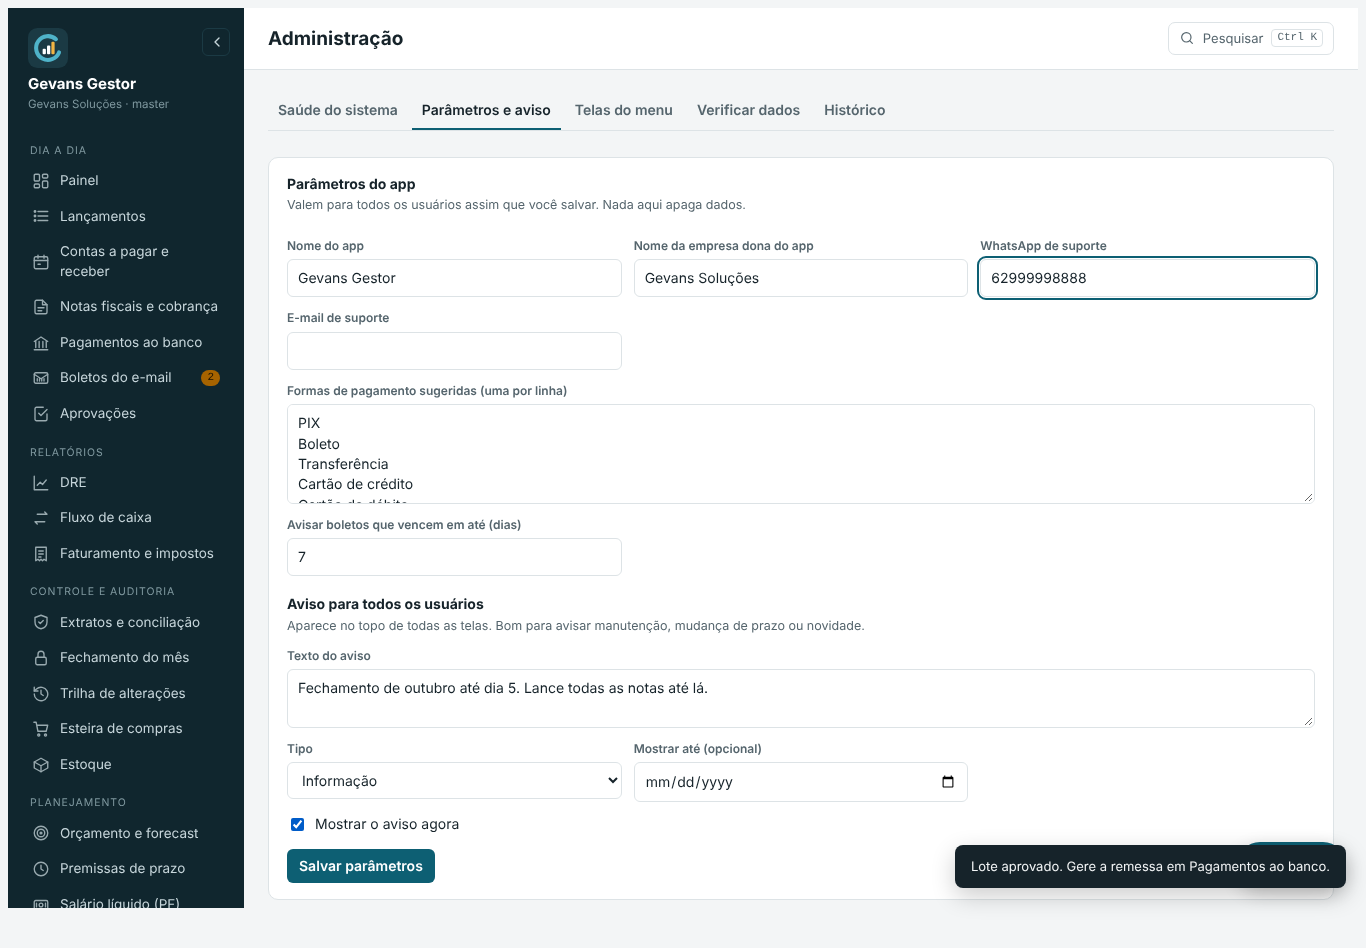 Gevans Gestor
Gevans Soluções · master
DIA A DIA
Painel
Lançamentos
Contas a pagar e
receber
Notas fiscais e cobrança
Pagamentos ao banco
Boletos do e-mail 2
Aprovações
RELATÓRIOS
DRE
Fluxo de caixa
Faturamento e impostos
CONTROLE E AUDITORIA
Extratos e conciliação
Fechamento do mês
Trilha de alterações
Esteira de compras
Estoque
PLANEJAMENTO
Orçamento e forecast
Premissas de prazo
Salário líquido (PF)
Administração
Pesquisar Ctrl K
Saúde do sistema Parâmetros e aviso Telas do menu Verificar dados Histórico
Parâmetros do app
Valem para todos os usuários assim que você salvar. Nada aqui apaga dados.
Nome do app Nome da empresa dona do app WhatsApp de suporte
Gevans Gestor Gevans Soluções 62999998888
E-mail de suporte
Formas de pagamento sugeridas (uma por linha)
PIX
Boleto
Transferência
Cartão de crédito
Cartão de débito
Avisar boletos que vencem em até (dias)
7
Aviso para todos os usuários
Aparece no topo de todas as telas. Bom para avisar manutenção, mudança de prazo ou novidade.
Texto do aviso
Fechamento de outubro até dia 5. Lance todas as notas até lá.
Tipo Mostrar até (opcional)
Informação mm/dd/yyyy
Mostrar o aviso agora
Salvar parâmetros
Lote aprovado. Gere a remessa em Pagamentos ao banco.